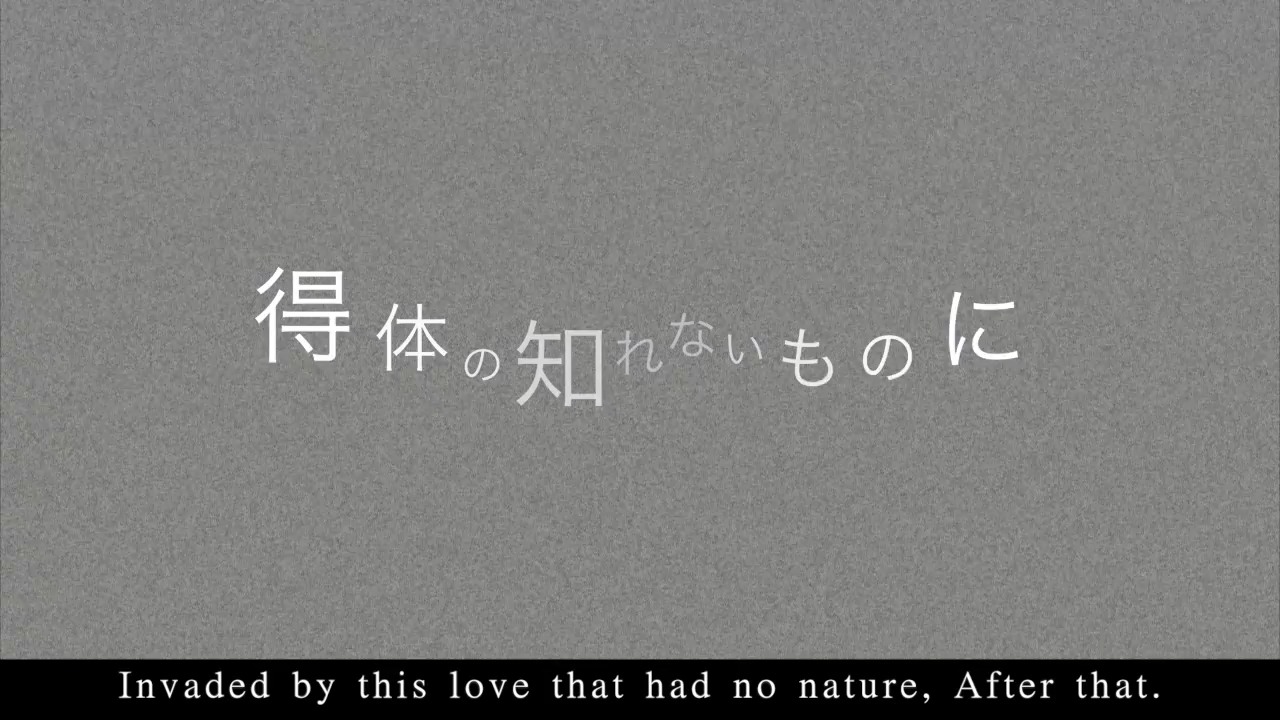 得体の知れないものに
Invaded by this love that had no nature, After that.